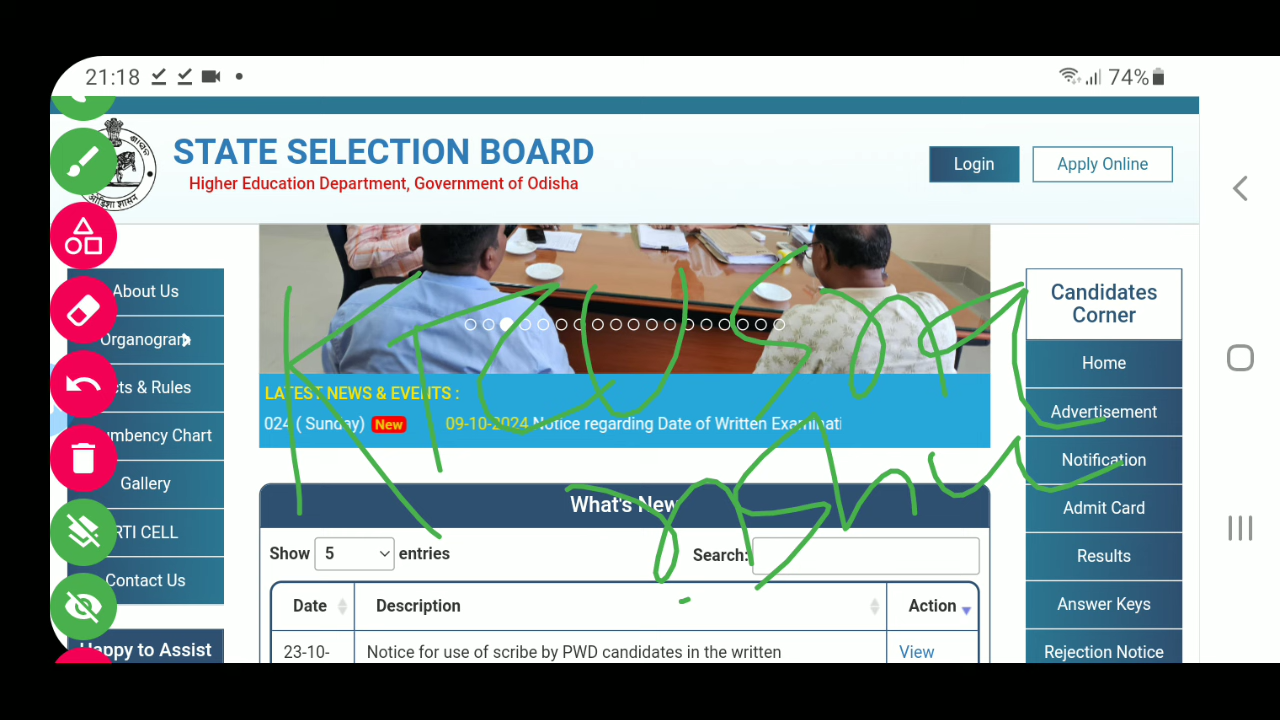 21:18 74%
STATE SELECTION BOARD
Higher Education Department, Government of Odisha
Login Apply Online
About Us
Organogram
cts & Rules
mbency Chart
Gallery
RTI CELL
Contact Us
Happy to Assist
LATEST NEWS & EVENTS :
024 ( Sunday) New 09-10-2024 Notice regarding Date of Written Examinati
What's New
Show 5 entries Search:
Date Description Action
23-10- Notice for use of scribe by PWD candidates in the written View
Candidates
Corner
Home
Advertisement
Notification
Admit Card
Results
Answer Keys
Rejection Notice